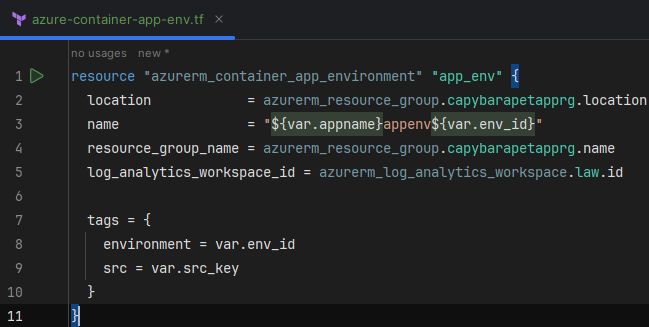 azure-container-app-env.tf ×
no usages new *
1 resource "azurerm_container_app_environment" "app_env" {
2 location = azurerm_resource_group.capybarapetapprg.location
3 name = "${var.appname}appenv${var.env_id}"
4 resource_group_name = azurerm_resource_group.capybarapetapprg.name
5 log_analytics_workspace_id = azurerm_log_analytics_workspace.law.id
6
7 tags = {
8 environment = var.env_id
9 src = var.src_key
10 }
11 }